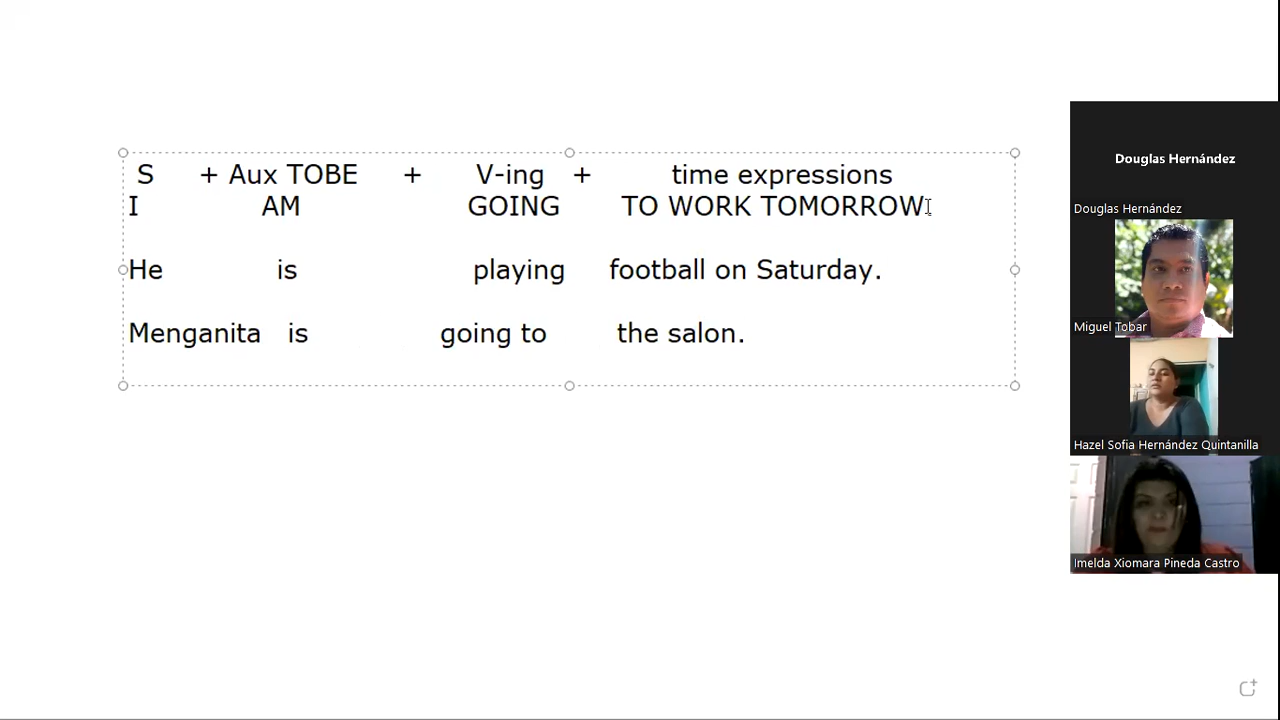 S + Aux TOBE + V-ing + time expressions
I AM GOING TO WORK TOMORROW.
He is playing football on Saturday.
Menganita is going to the salon.
Douglas Hernández
Douglas Hernández
Miguel Tobar
Hazel Sofia Hernández Quintanilla
Imelda Xiomara Pineda Castro